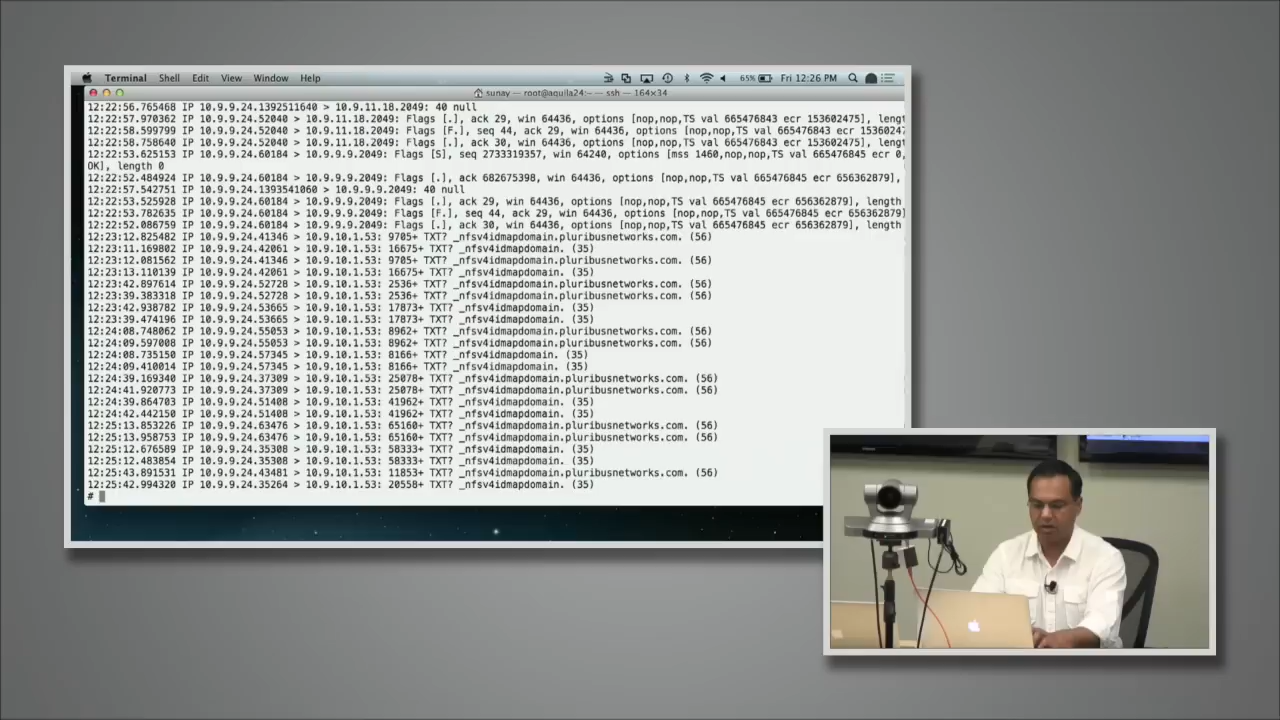 Terminal Shell Edit View Window Help 65% Fri 12:26 PM
sunay — root@aquila24:~ — ssh — 164×34
12:22:56.765468 IP 10.9.9.24.1392511640 > 10.9.11.18.2049: 40 null
12:22:57.970362 IP 10.9.9.24.52040 > 10.9.11.18.2049: Flags [.], ack 29, win 64436, options [nop,nop,TS val 665476843 ecr 153602475], lengt
12:22:58.599799 IP 10.9.9.24.52040 > 10.9.11.18.2049: Flags [F.], seq 44, ack 29, win 64436, options [nop,nop,TS val 665476843 ecr 15360247
12:22:58.758640 IP 10.9.9.24.52040 > 10.9.11.18.2049: Flags [.], ack 30, win 64436, options [nop,nop,TS val 665476843 ecr 153602475], lengt
12:22:53.625153 IP 10.9.9.24.60184 > 10.9.9.9.2049: Flags [S], seq 2733319357, win 64240, options [mss 1460,nop,nop,TS val 665476845 ecr 0,
OK], length 0
12:22:52.484924 IP 10.9.9.24.60184 > 10.9.9.9.2049: Flags [.], ack 682675398, win 64436, options [nop,nop,TS val 665476845 ecr 656362879],
12:22:57.542751 IP 10.9.9.24.1393541060 > 10.9.9.9.2049: 40 null
12:22:53.525928 IP 10.9.9.24.60184 > 10.9.9.9.2049: Flags [.], ack 29, win 64436, options [nop,nop,TS val 665476845 ecr 656362879], length
12:22:53.782635 IP 10.9.9.24.60184 > 10.9.9.9.2049: Flags [F.], seq 44, ack 29, win 64436, options [nop,nop,TS val 665476845 ecr 656362879]
12:22:52.086759 IP 10.9.9.24.60184 > 10.9.9.9.2049: Flags [.], ack 30, win 64436, options [nop,nop,TS val 665476845 ecr 656362879], length
12:23:12.825482 IP 10.9.9.24.41346 > 10.9.10.1.53: 9705+ TXT? _nfsv4idmapdomain.pluribusnetworks.com. (56)
12:23:11.169802 IP 10.9.9.24.42061 > 10.9.10.1.53: 16675+ TXT? _nfsv4idmapdomain. (35)
12:23:12.081562 IP 10.9.9.24.41346 > 10.9.10.1.53: 9705+ TXT? _nfsv4idmapdomain.pluribusnetworks.com. (56)
12:23:13.110139 IP 10.9.9.24.42061 > 10.9.10.1.53: 16675+ TXT? _nfsv4idmapdomain. (35)
12:23:42.897614 IP 10.9.9.24.52728 > 10.9.10.1.53: 2536+ TXT? _nfsv4idmapdomain.pluribusnetworks.com. (56)
12:23:39.383318 IP 10.9.9.24.52728 > 10.9.10.1.53: 2536+ TXT? _nfsv4idmapdomain.pluribusnetworks.com. (56)
12:23:42.938782 IP 10.9.9.24.53665 > 10.9.10.1.53: 17873+ TXT? _nfsv4idmapdomain. (35)
12:23:39.474196 IP 10.9.9.24.53665 > 10.9.10.1.53: 17873+ TXT? _nfsv4idmapdomain. (35)
12:24:08.748062 IP 10.9.9.24.55053 > 10.9.10.1.53: 8962+ TXT? _nfsv4idmapdomain.pluribusnetworks.com. (56)
12:24:09.597008 IP 10.9.9.24.55053 > 10.9.10.1.53: 8962+ TXT? _nfsv4idmapdomain.pluribusnetworks.com. (56)
12:24:08.735150 IP 10.9.9.24.57345 > 10.9.10.1.53: 8166+ TXT? _nfsv4idmapdomain. (35)
12:24:09.410014 IP 10.9.9.24.57345 > 10.9.10.1.53: 8166+ TXT? _nfsv4idmapdomain. (35)
12:24:39.169340 IP 10.9.9.24.37309 > 10.9.10.1.53: 25078+ TXT? _nfsv4idmapdomain.pluribusnetworks.com. (56)
12:24:41.920773 IP 10.9.9.24.37309 > 10.9.10.1.53: 25078+ TXT? _nfsv4idmapdomain.pluribusnetworks.com. (56)
12:24:39.864703 IP 10.9.9.24.51408 > 10.9.10.1.53: 41962+ TXT? _nfsv4idmapdomain. (35)
12:24:42.442150 IP 10.9.9.24.51408 > 10.9.10.1.53: 41962+ TXT? _nfsv4idmapdomain. (35)
12:25:13.853226 IP 10.9.9.24.63476 > 10.9.10.1.53: 65160+ TXT? _nfsv4idmapdomain.pluribusnetworks.com. (56)
12:25:13.958753 IP 10.9.9.24.63476 > 10.9.10.1.53: 65160+ TXT? _nfsv4idmapdomain.pluribusnetworks.com. (56)
12:25:12.676589 IP 10.9.9.24.35308 > 10.9.10.1.53: 58333+ TXT? _nfsv4idmapdomain. (35)
12:25:12.483854 IP 10.9.9.24.35308 > 10.9.10.1.53: 58333+ TXT? _nfsv4idmapdomain. (35)
12:25:43.891531 IP 10.9.9.24.43481 > 10.9.10.1.53: 11853+ TXT? _nfsv4idmapdomain.pluribusnetworks.com. (56)
12:25:42.994320 IP 10.9.9.24.35264 > 10.9.10.1.53: 20558+ TXT? _nfsv4idmapdomain. (35)
#